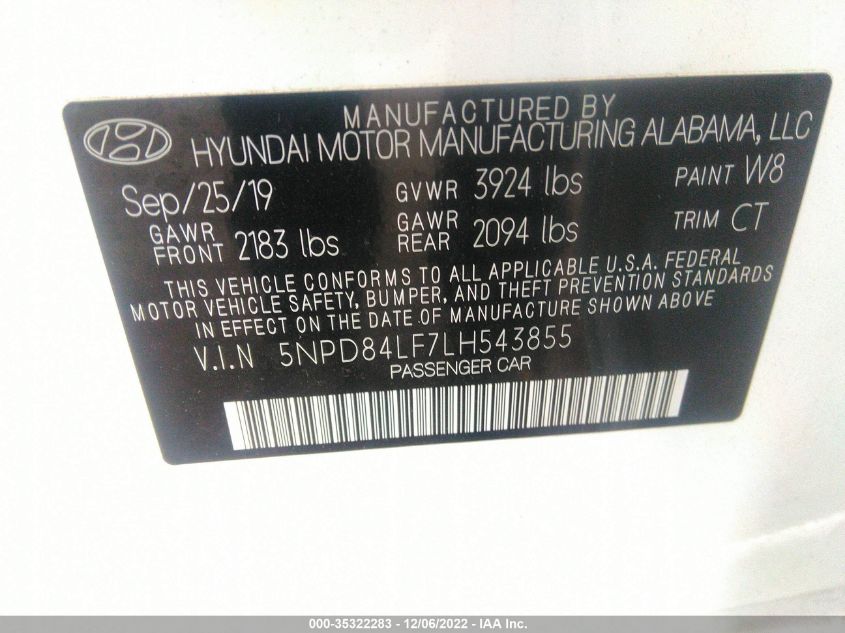 MANUFACTURED BY
HYUNDAI MOTOR MANUFACTURING ALABAMA, LLC
Sep/25/19 GVWR 3924 lbs PAINT W8
GAWR FRONT 2183 lbs GAWR REAR 2094 lbs TRIM CT
THIS VEHICLE CONFORMS TO ALL APPLICABLE U.S.A. FEDERAL
MOTOR VEHICLE SAFETY, BUMPER, AND THEFT PREVENTION STANDARDS
IN EFFECT ON THE DATE OF MANUFACTURE SHOWN ABOVE
V.I.N 5NPD84LF7LH543855
PASSENGER CAR
000-35322283 - 12/06/2022 - IAA Inc.